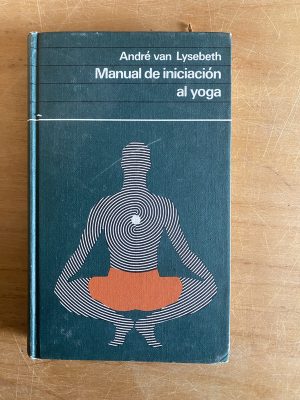 André van Lysebeth
Manual de iniciación
al yoga